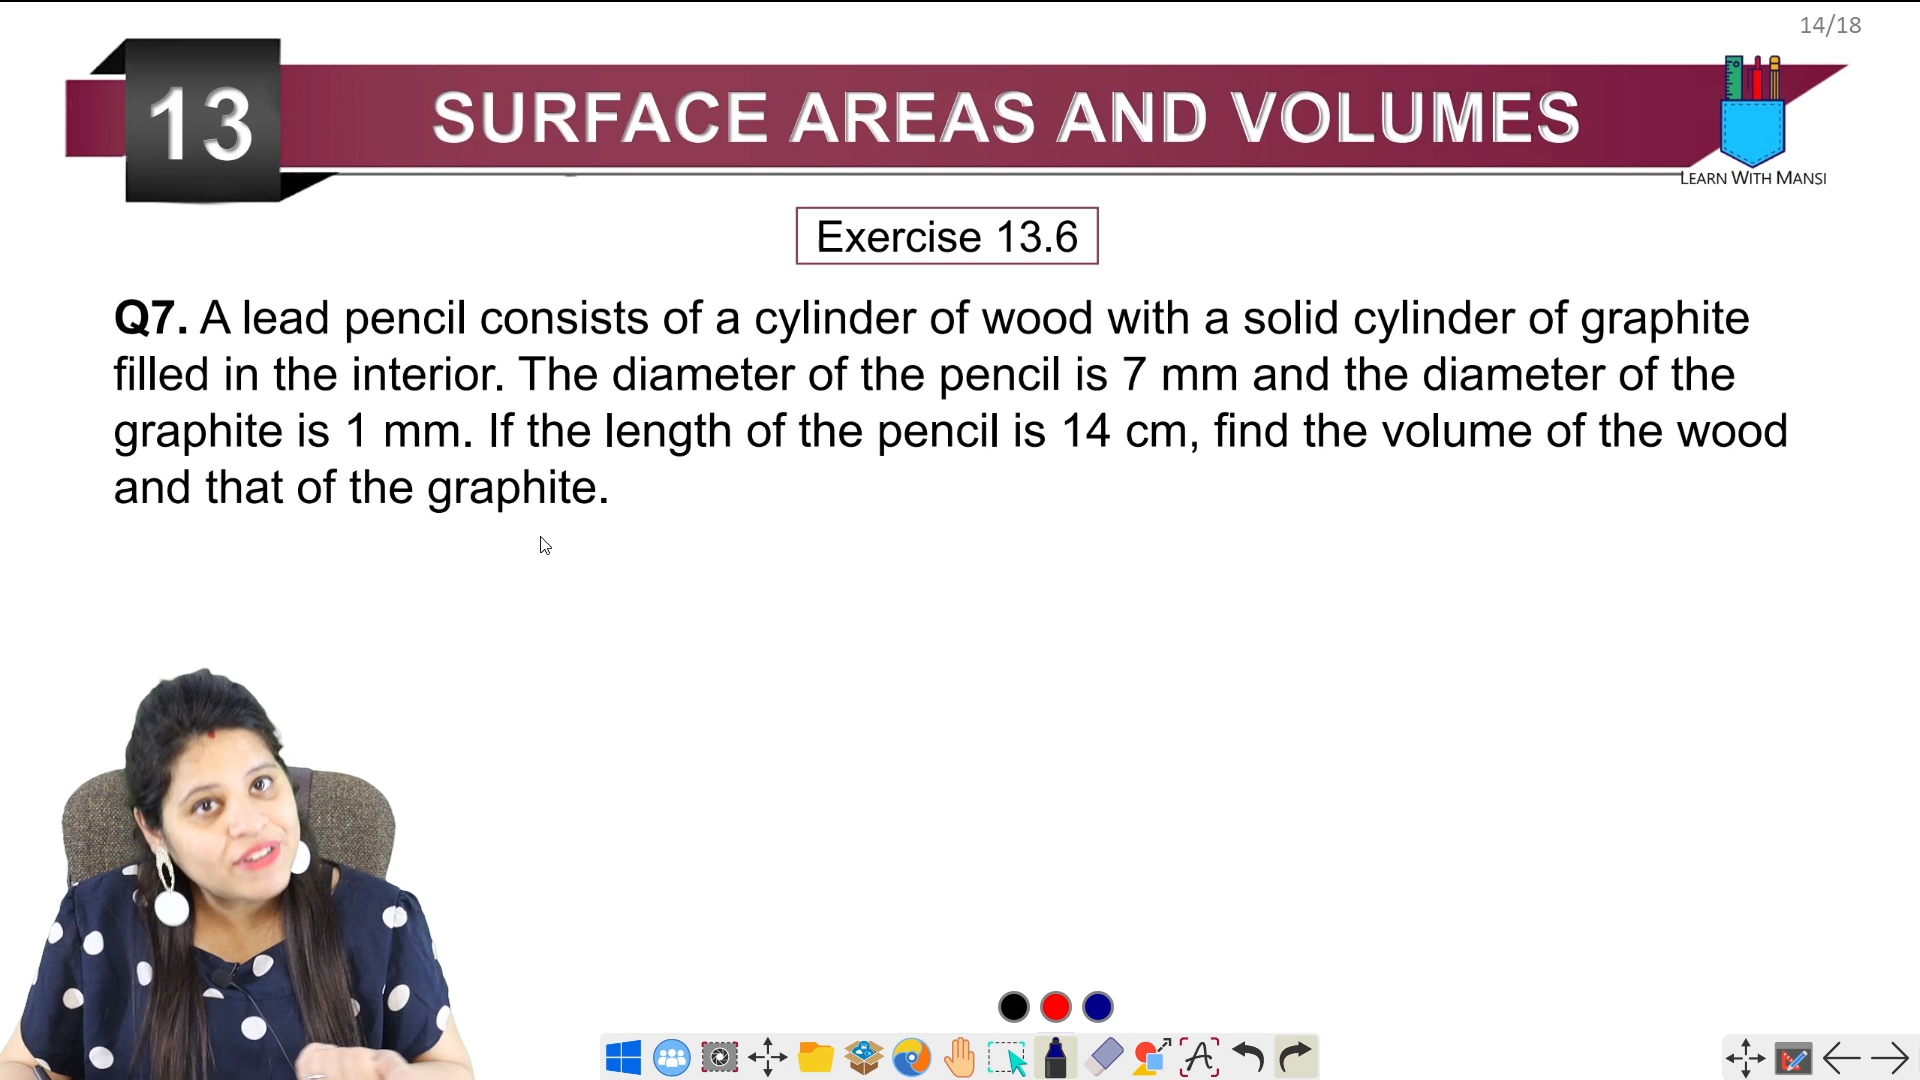 14/18
13
SURFACE AREAS AND VOLUMES
LEARN WITH MANSI
Exercise 13.6
Q7. A lead pencil consists of a cylinder of wood with a solid cylinder of graphite
filled in the interior. The diameter of the pencil is 7 mm and the diameter of the
graphite is 1 mm. If the length of the pencil is 14 cm, find the volume of the wood
and that of the graphite.